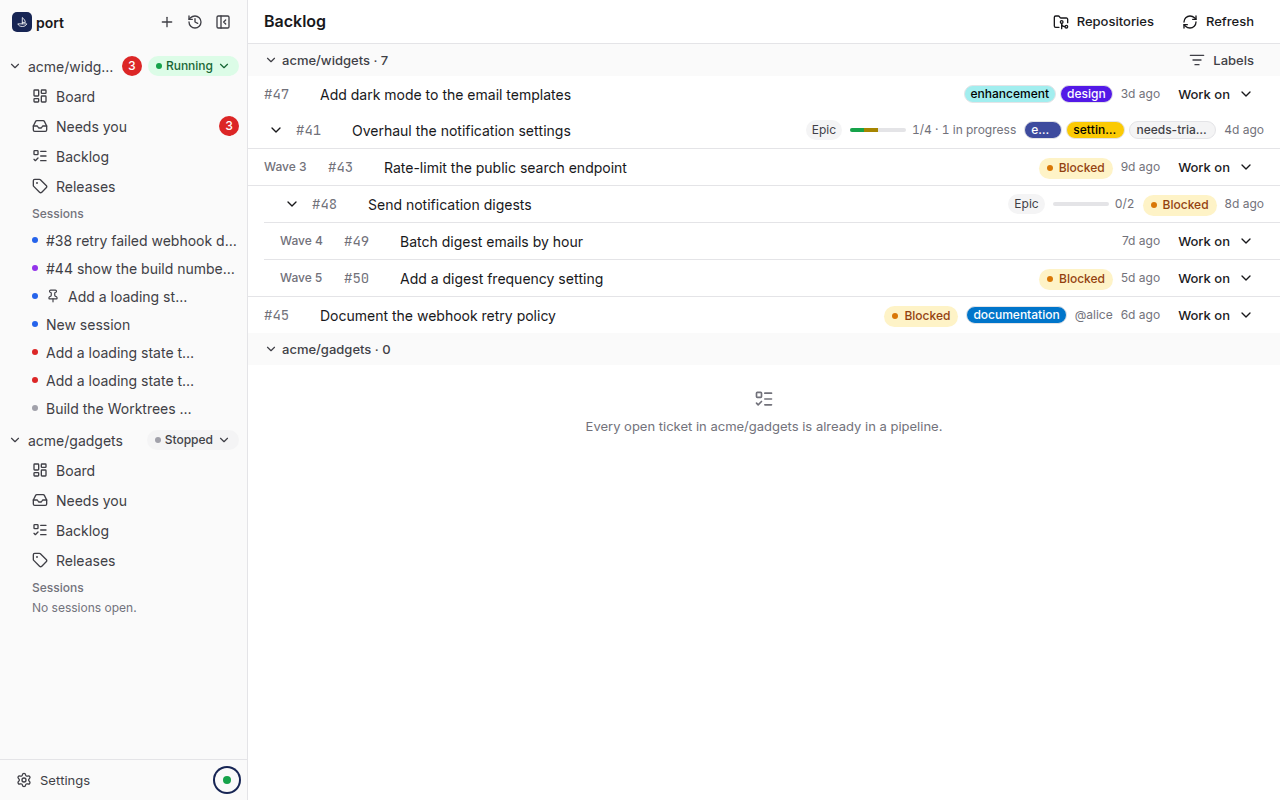 port
acme/widg... 3 Running
Board
Needs you 3
Backlog
Releases
Sessions
#38 retry failed webhook d...
#44 show the build numbe...
Add a loading st...
New session
Add a loading state t...
Add a loading state t...
Build the Worktrees ...
acme/gadgets Stopped
Board
Needs you
Backlog
Releases
Sessions
No sessions open.
Settings
Backlog Repositories Refresh
acme/widgets · 7 Labels
#47 Add dark mode to the email templates enhancement design 3d ago Work on
#41 Overhaul the notification settings Epic 1/4 · 1 in progress e... settin... needs-tria... 4d ago
Wave 3 #43 Rate-limit the public search endpoint Blocked 9d ago Work on
#48 Send notification digests Epic 0/2 Blocked 8d ago
Wave 4 #49 Batch digest emails by hour 7d ago Work on
Wave 5 #50 Add a digest frequency setting Blocked 5d ago Work on
#45 Document the webhook retry policy Blocked documentation @alice 6d ago Work on
acme/gadgets · 0
Every open ticket in acme/gadgets is already in a pipeline.